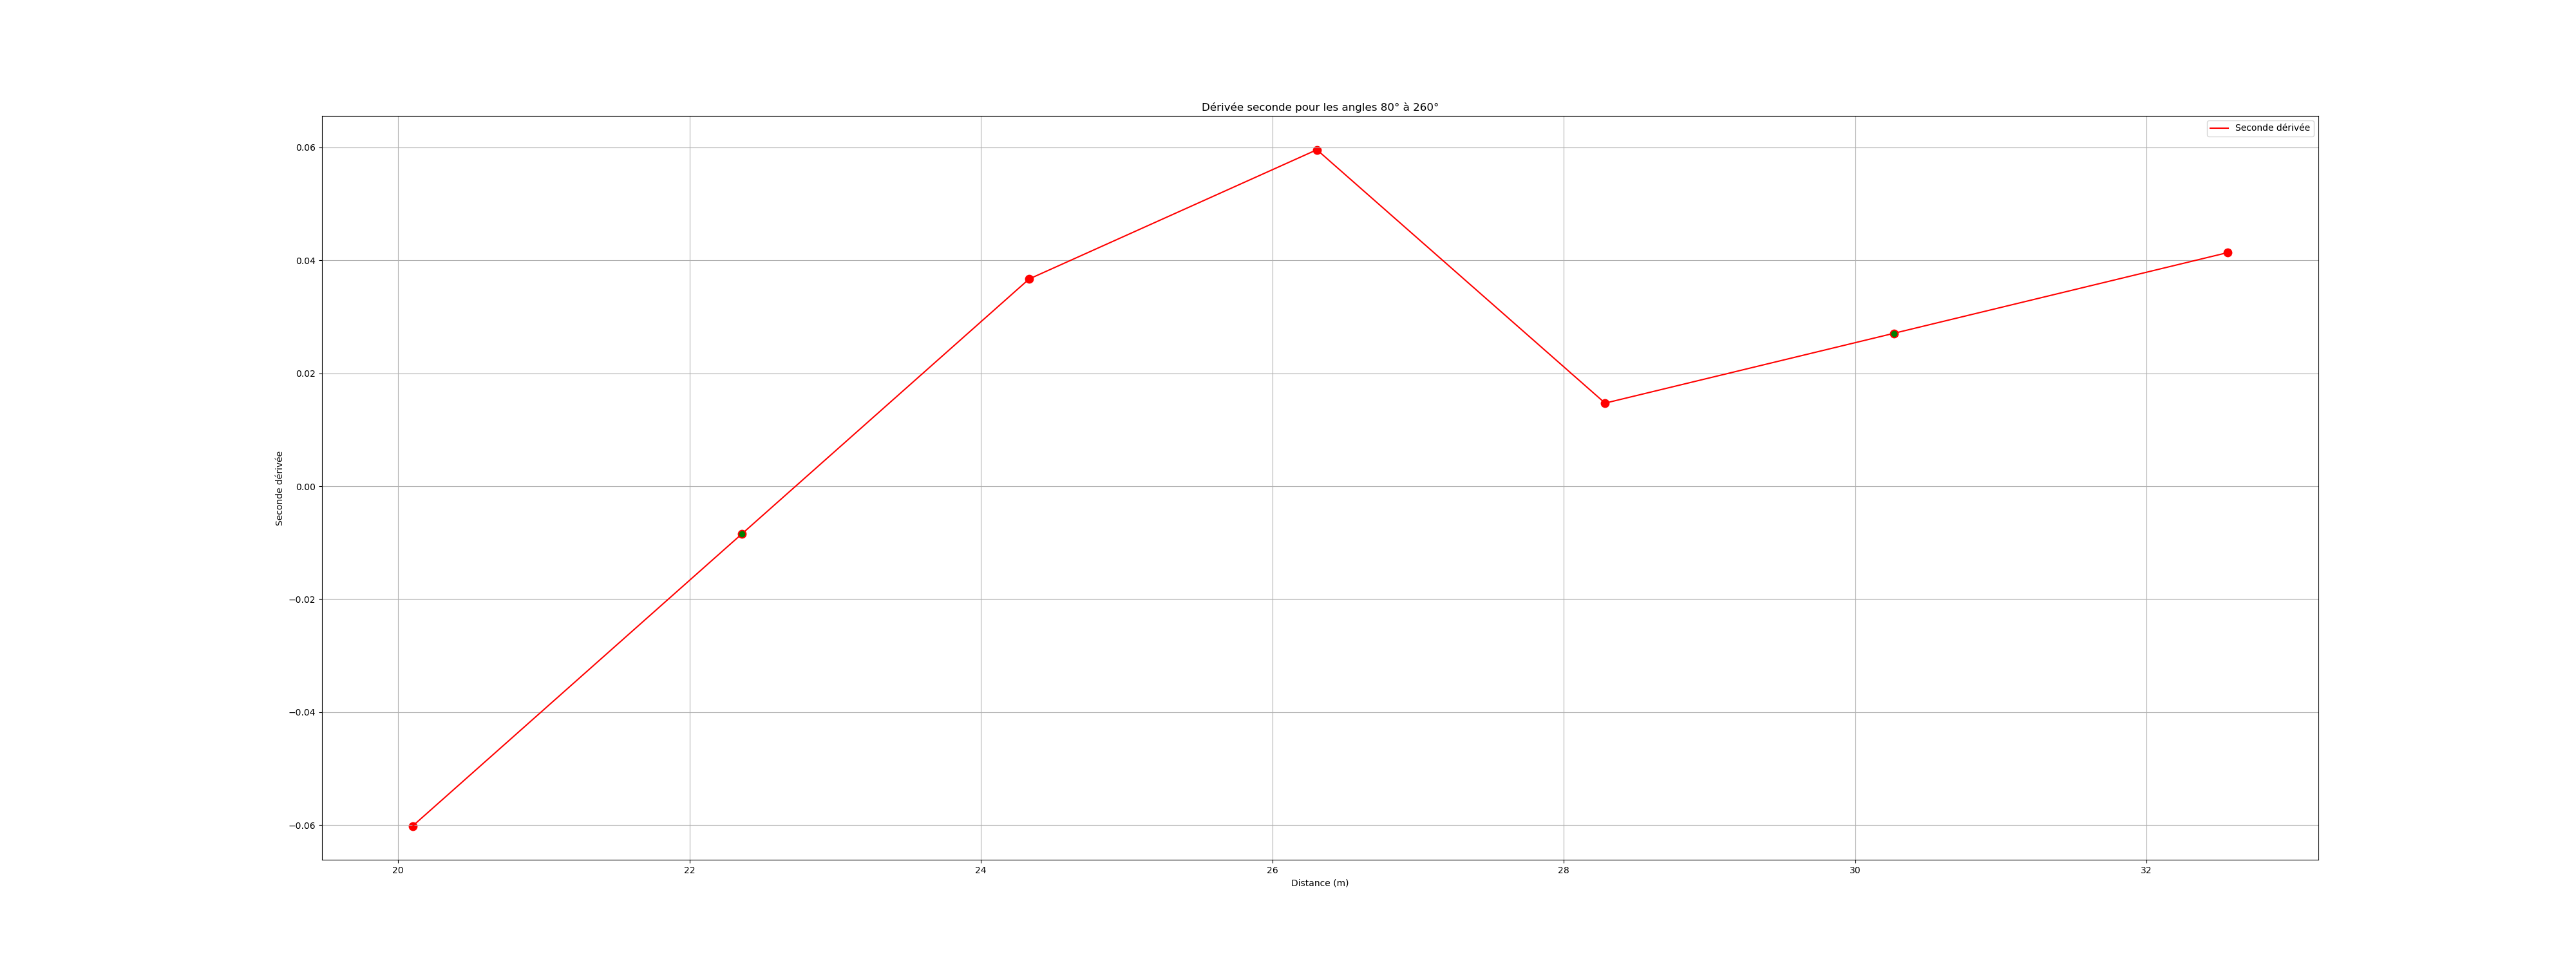 Dérivée seconde pour les angles 80° à 260°
Seconde dérivée
0.06
0.04
0.02
0.00
−0.02
−0.04
−0.06
Seconde dérivée
20 22 24 26 28 30 32
Distance (m)